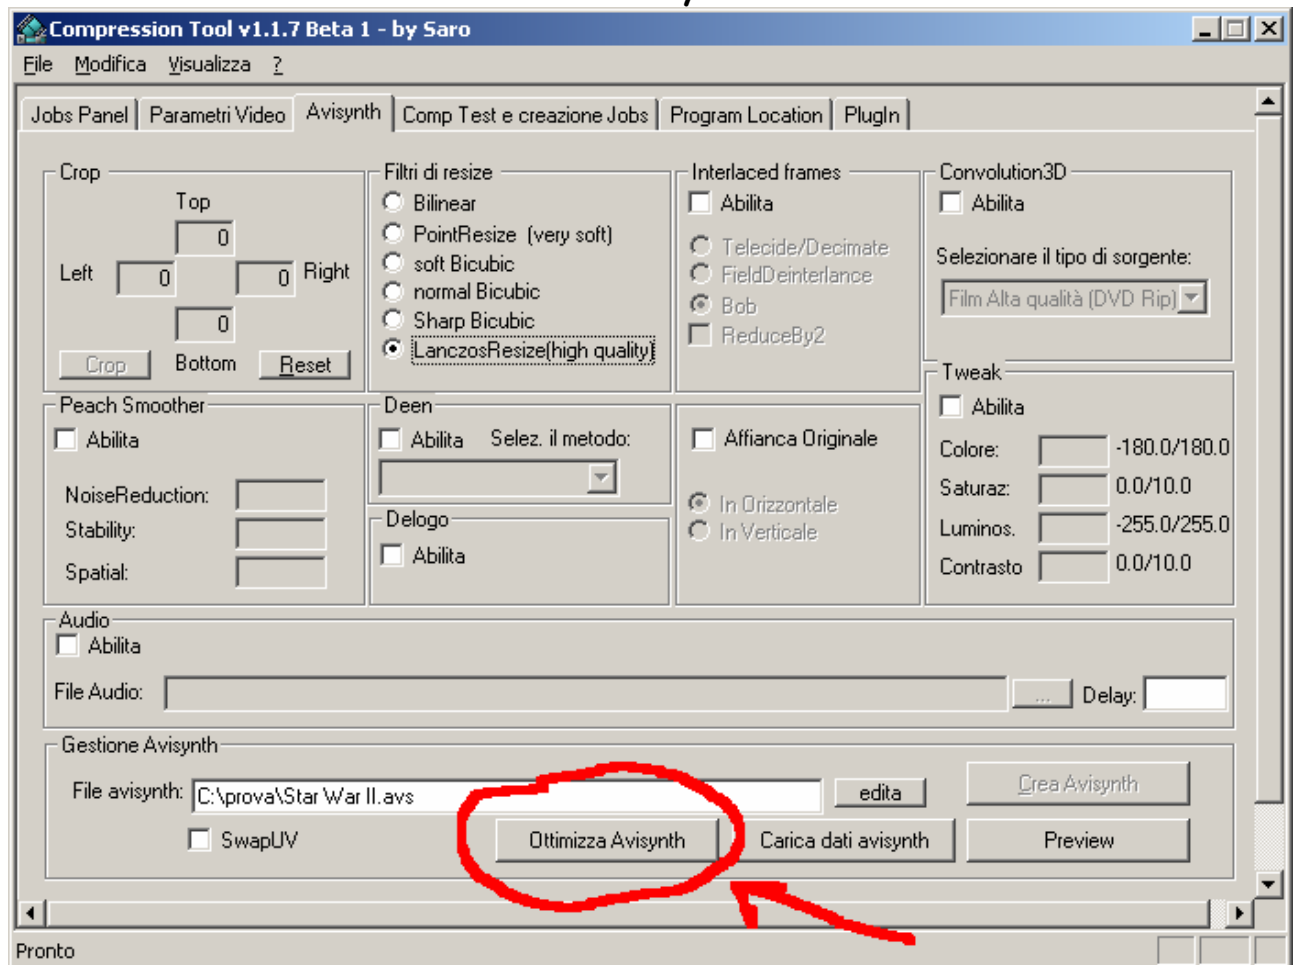 Compression Tool v1.1.7 Beta 1 - by Saro
File Modifica Visualizza ?
Jobs Panel Parametri Video Avisynth Comp Test e creazione Jobs Program Location PlugIn
Crop
Top
0
Left 0 0 Right
0
Crop Bottom Reset
Filtri di resize
Bilinear
PointResize (very soft)
soft Bicubic
normal Bicubic
Sharp Bicubic
LanczosResize(high quality)
Interlaced frames
Abilita
Telecide/Decimate
FieldDeinterlance
Bob
ReduceBy2
Convolution3D
Abilita
Selezionare il tipo di sorgente:
Film Alta qualità (DVD Rip)
Peach Smoother
Abilita
NoiseReduction:
Stability:
Spatial:
Deen
Abilita Selez. il metodo:
Delogo
Abilita
Affianca Originale
In Orizzontale
In Verticale
Tweak
Abilita
Colore: -180.0/180.0
Saturaz: 0.0/10.0
Luminos. -255.0/255.0
Contrasto 0.0/10.0
Audio
Abilita
File Audio: ... Delay:
Gestione Avisynth
File avisynth: C:\prova\Star War II.avs edita Crea Avisynth
SwapUV Ottimizza Avisynth Carica dati avisynth Preview
Pronto